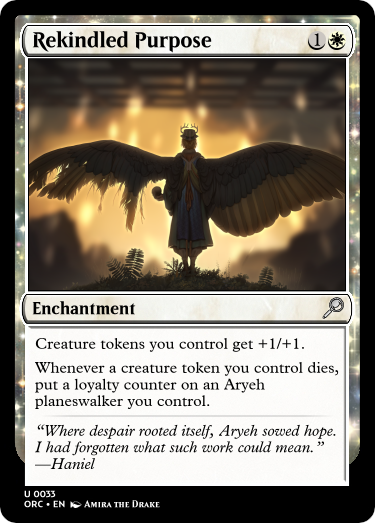 Rekindled Purpose 1
Enchantment
Creature tokens you control get +1/+1.
Whenever a creature token you control dies,
put a loyalty counter on an Aryeh
planeswalker you control.
“Where despair rooted itself, Aryeh sowed hope.
I had forgotten what such work could mean.”
—Haniel
U 0033
ORC • EN Amira the Drake